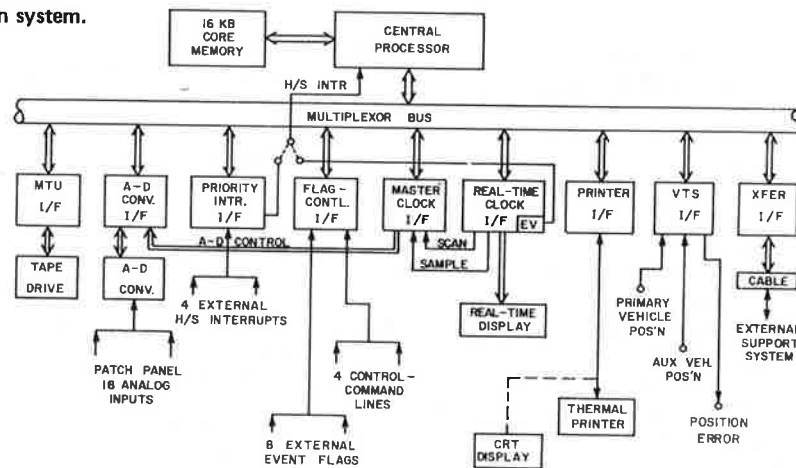 n system.
16 KB
CORE
MEMORY
CENTRAL
PROCESSOR
H/S INTR
MULTIPLEXOR BUS
MTU
I/F
A-D
CONV.
I/F
PRIORITY
INTR.
I/F
FLAG-
CONTL.
I/F
MASTER
CLOCK
I/F
REAL-TIME
CLOCK
I/F
EV
PRINTER
I/F
VTS
I/F
XFER
I/F
A-D CONTROL
SCAN
SAMPLE
TAPE
DRIVE
A-D
CONV.
4 EXTERNAL
H/S INTERRUPTS
REAL-TIME
DISPLAY
PRIMARY
VEHICLE
POS'N
CABLE
EXTERNAL
SUPPORT
SYSTEM
PATCH PANEL
16 ANALOG
INPUTS
4 CONTROL-
COMMAND
LINES
AUX VEH.
POS'N
8 EXTERNAL
EVENT FLAGS
CRT
DISPLAY
THERMAL
PRINTER
POSITION
ERROR